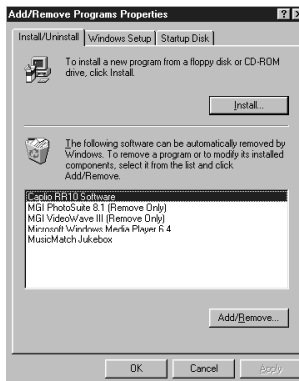 Add/Remove Programs Properties
Install/Uninstall Windows Setup Startup Disk
To install a new program from a floppy disk or CD-ROM
drive, click Install.
Install...
The following software can be automatically removed by
Windows. To remove a program or to modify its installed
components, select it from the list and click
Add/Remove.
Caplio RR10 Software
MGI PhotoSuite 8.1 (Remove Only)
MGI VideoWave III (Remove Only)
Microsoft Windows Media Player 6.4
MusicMatch Jukebox
Add/Remove...
OK Cancel Apply